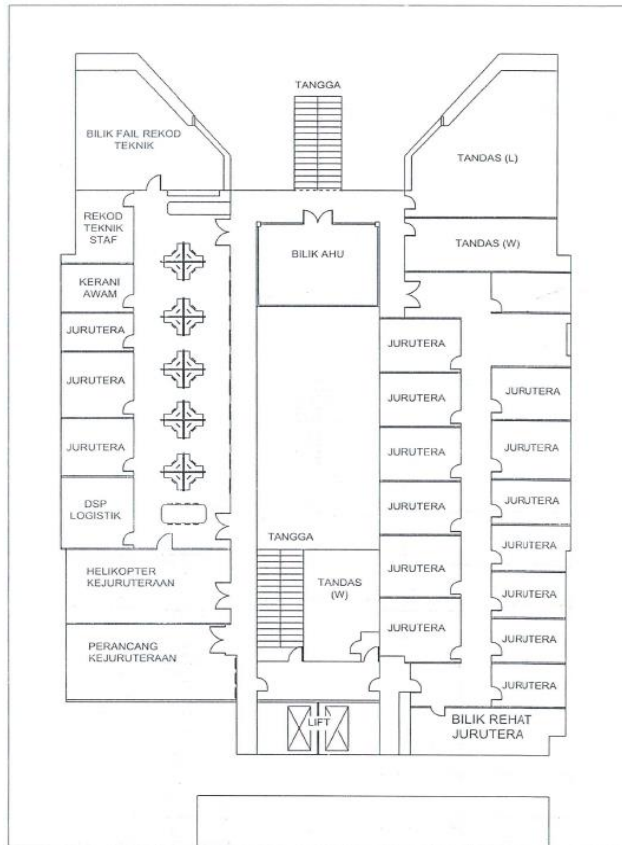 TANGGA
BILIK FAIL REKOD
TEKNIK
TANDAS (L)
REKOD
TEKNIK
STAF
BILIK AHU
TANDAS (W)
KERANI
AWAM
JURUTERA
JURUTERA
JURUTERA
DSP
LOGISTIK
HELIKOPTER
KEJURUTERAAN
PERANCANG
KEJURUTERAAN
TANGGA
TANDAS
(W)
LIFT
JURUTERA
JURUTERA
JURUTERA
JURUTERA
JURUTERA
JURUTERA
JURUTERA
JURUTERA
JURUTERA
JURUTERA
JURUTERA
JURUTERA
JURUTERA
BILIK REHAT
JURUTERA